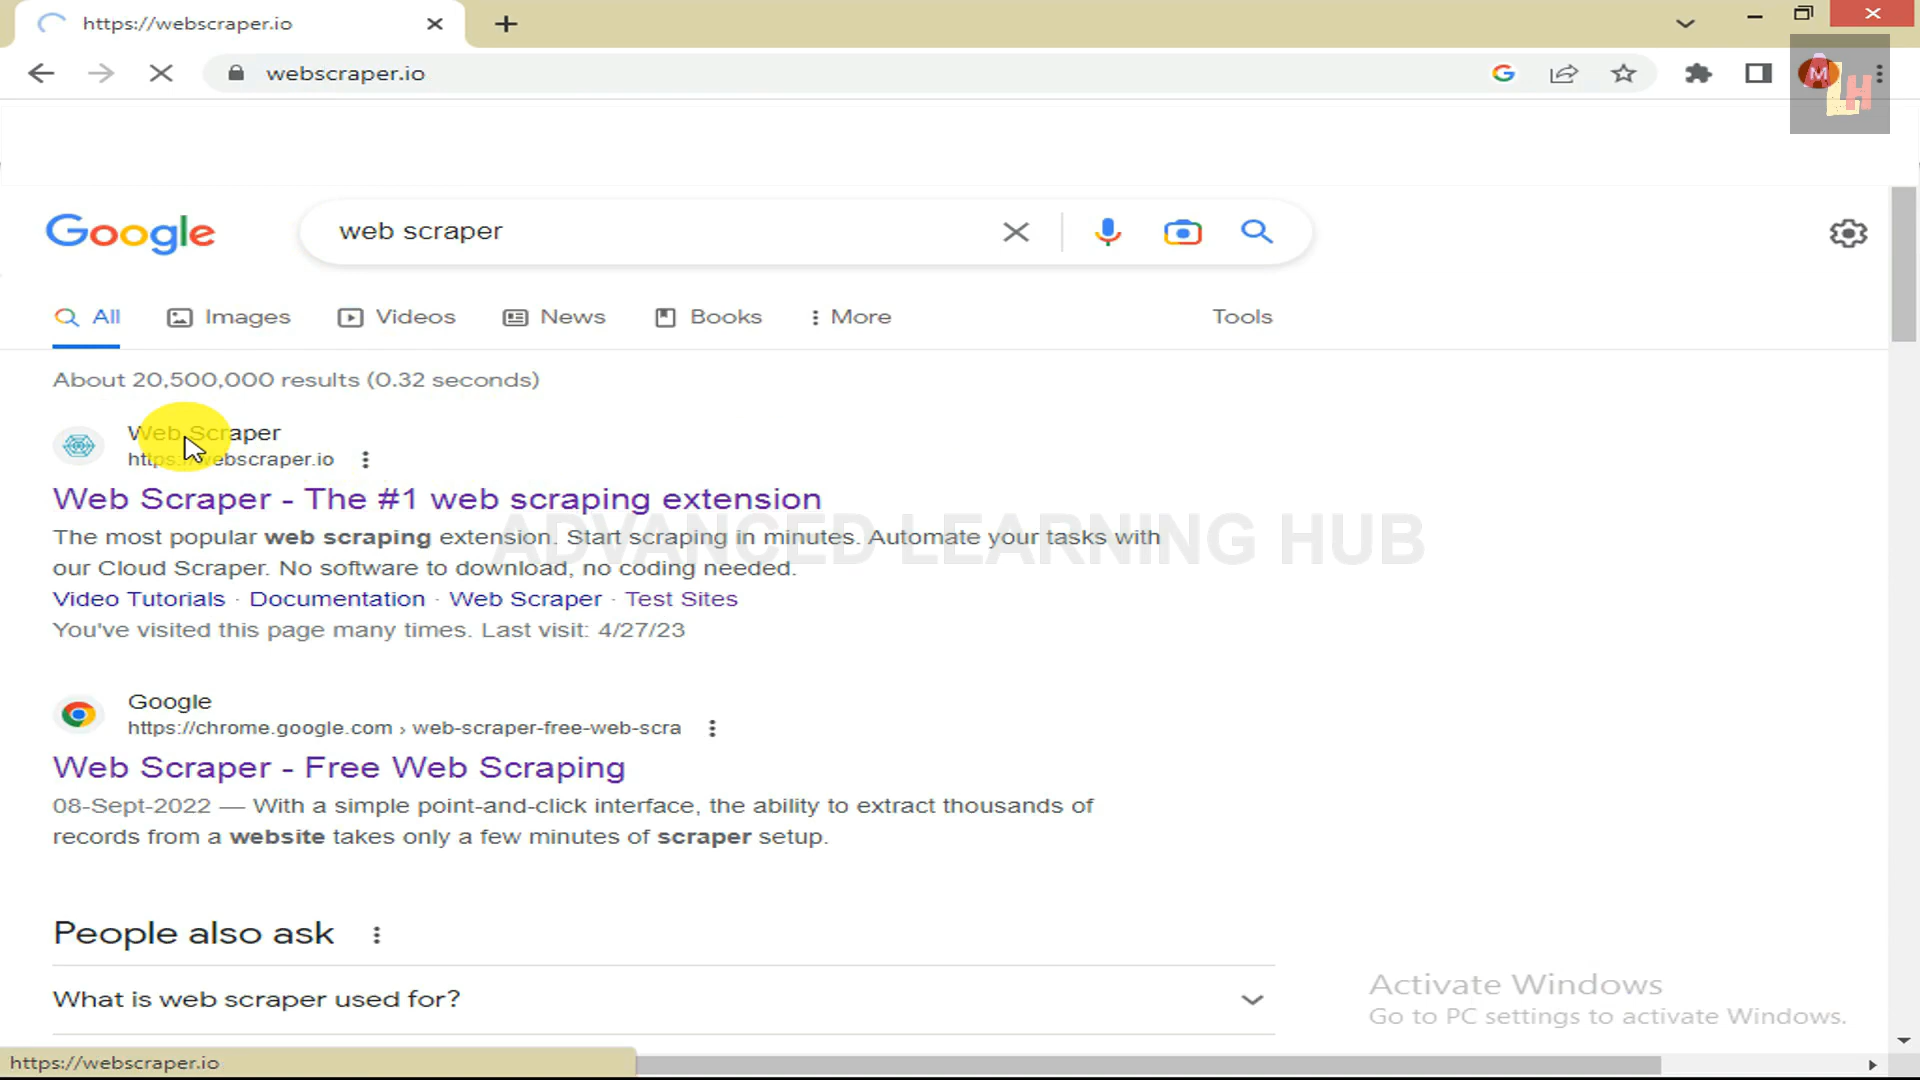 https://webscraper.io
webscraper.io
M
LH
Google
web scraper
All
Images
Videos
News
Books
More
Tools
About 20,500,000 results (0.32 seconds)
Web Scraper
https://webscraper.io
Web Scraper - The #1 web scraping extension
The most popular web scraping extension. Start scraping in minutes. Automate your tasks with
our Cloud Scraper. No software to download, no coding needed.
ADVANCED LEARNING HUB
Video Tutorials · Documentation · Web Scraper · Test Sites
You've visited this page many times. Last visit: 4/27/23
Google
https://chrome.google.com › web-scraper-free-web-scra
Web Scraper - Free Web Scraping
08-Sept-2022 — With a simple point-and-click interface, the ability to extract thousands of
records from a website takes only a few minutes of scraper setup.
People also ask
What is web scraper used for?
Activate Windows
Go to PC settings to activate Windows.
https://webscraper.io